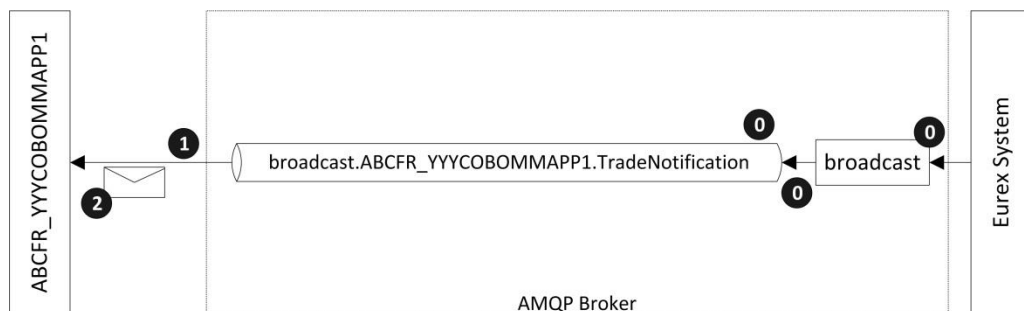 ABCFR_YYYCOBOMMAPP1
1
2
broadcast.ABCFR_YYYCOBOMMAPP1.TradeNotification
0
0
broadcast
0
Eurex System
AMQP Broker